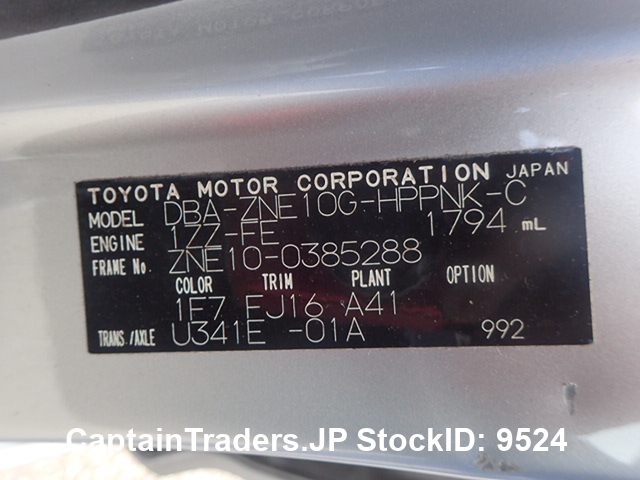 TOYOTA MOTOR CORPORATION JAPAN
MODEL DBA-ZNE10G-HPPNK-C
ENGINE 1ZZ-FE 1794 mL
FRAME No. ZNE10-0385288
COLOR TRIM PLANT OPTION
1F7 EJ16 A41
TRANS./AXLE U341E -01A 992
CaptainTraders.JP StockID: 9524